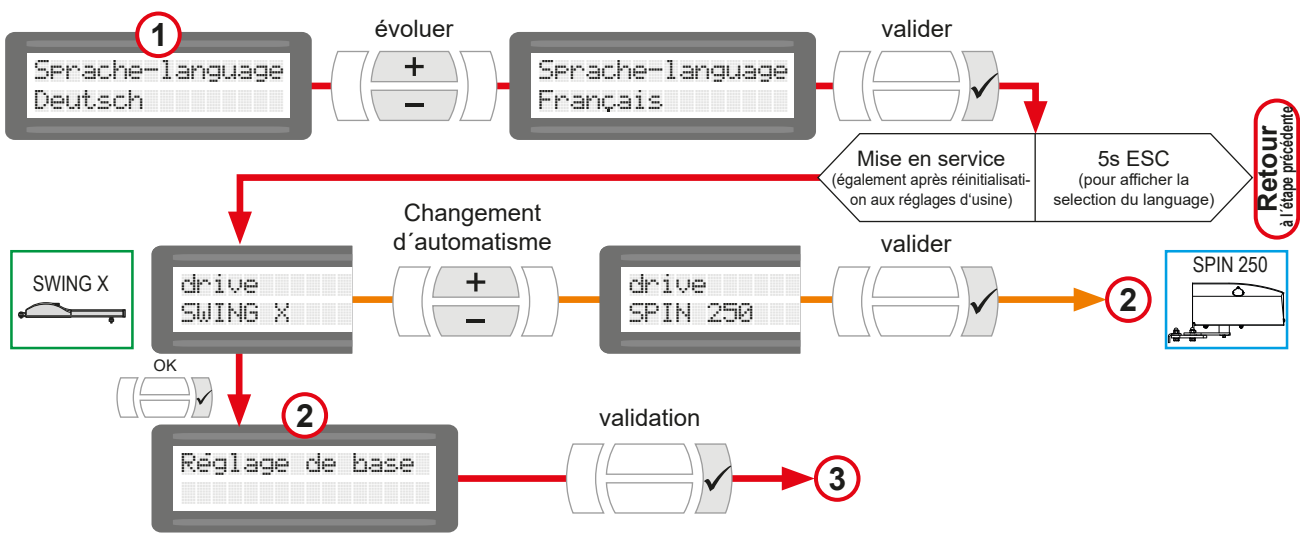 1
évoluer
valider
Sprache-language
Deutsch
+
−
Sprache-language
Français
Mise en service
(également après réinitialisati-
on aux réglages d'usine)
5s ESC
(pour afficher la
selection du language)
Retour
à l´étape précédente
Changement
d´automatisme
valider
SWING X
drive
SWING X
+
−
drive
SPIN 250
2
SPIN 250
OK
2
Réglage de base
validation
3